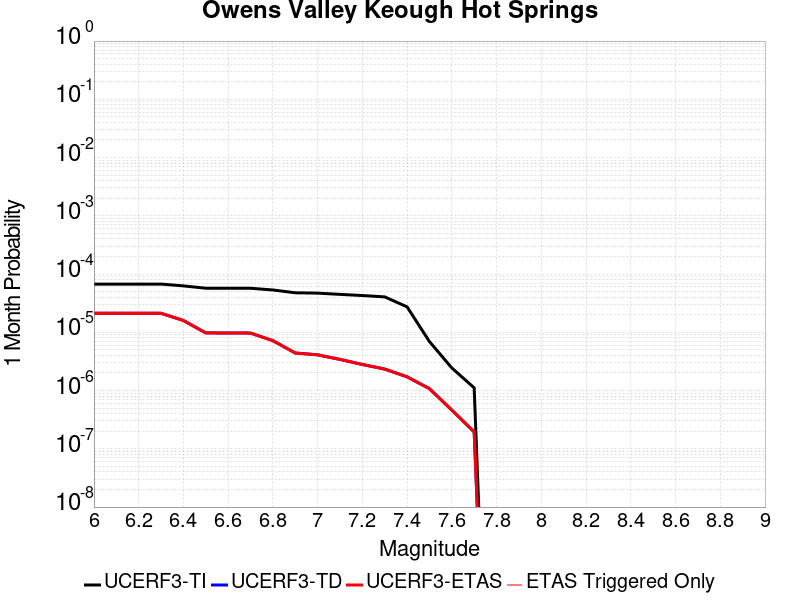 Owens Valley Keough Hot Springs
10^0
10^-1
10^-2
10^-3
10^-4
10^-5
10^-6
10^-7
10^-8
1 Month Probability
6 6.2 6.4 6.6 6.8 7 7.2 7.4 7.6 7.8 8 8.2 8.4 8.6 8.8 9
Magnitude
UCERF3-TI UCERF3-TD UCERF3-ETAS ETAS Triggered Only